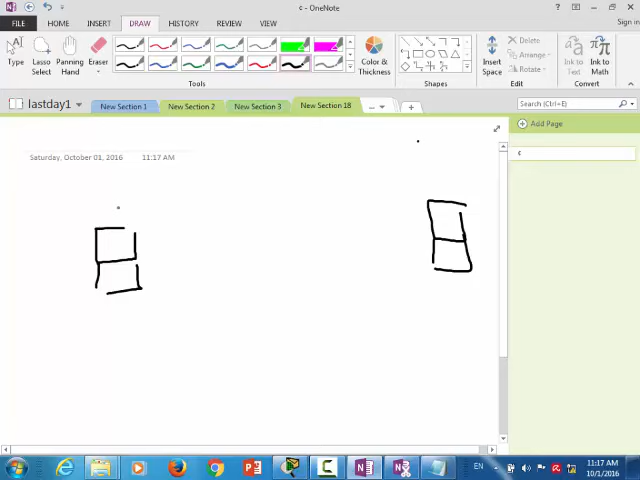 c - OneNote
FILE HOME INSERT DRAW HISTORY REVIEW VIEW Sign in
Type Lasso Select Panning Hand Eraser Color & Thickness Insert Space Delete Arrange Rotate Ink to Text Ink to Math
Tools Shapes Edit Convert
lastday1 New Section 1 New Section 2 New Section 3 New Section 18 ... + Search (Ctrl+E)
Add Page
Saturday, October 01, 2016 11:17 AM
c
EN 11:17 AM
10/1/2016